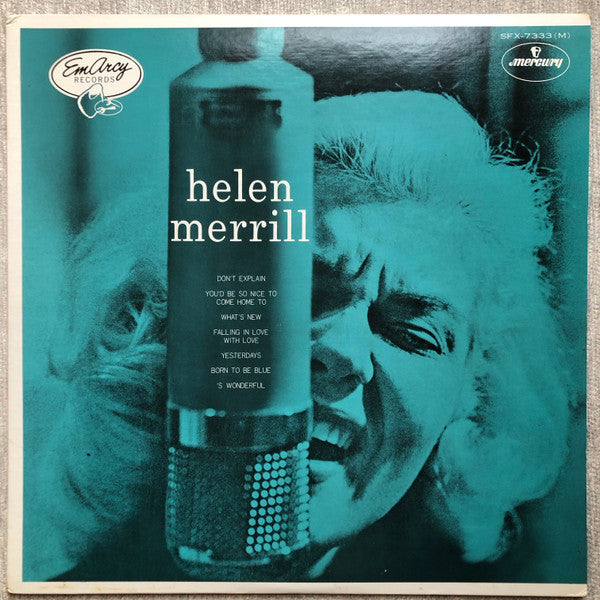 EmArcy
RECORDS
SFX-7333(M)
mercury
helen
merrill
DON'T EXPLAIN
YOU'D BE SO NICE TO
COME HOME TO
WHAT'S NEW
FALLING IN LOVE
WITH LOVE
YESTERDAYS
BORN TO BE BLUE
'S WONDERFUL